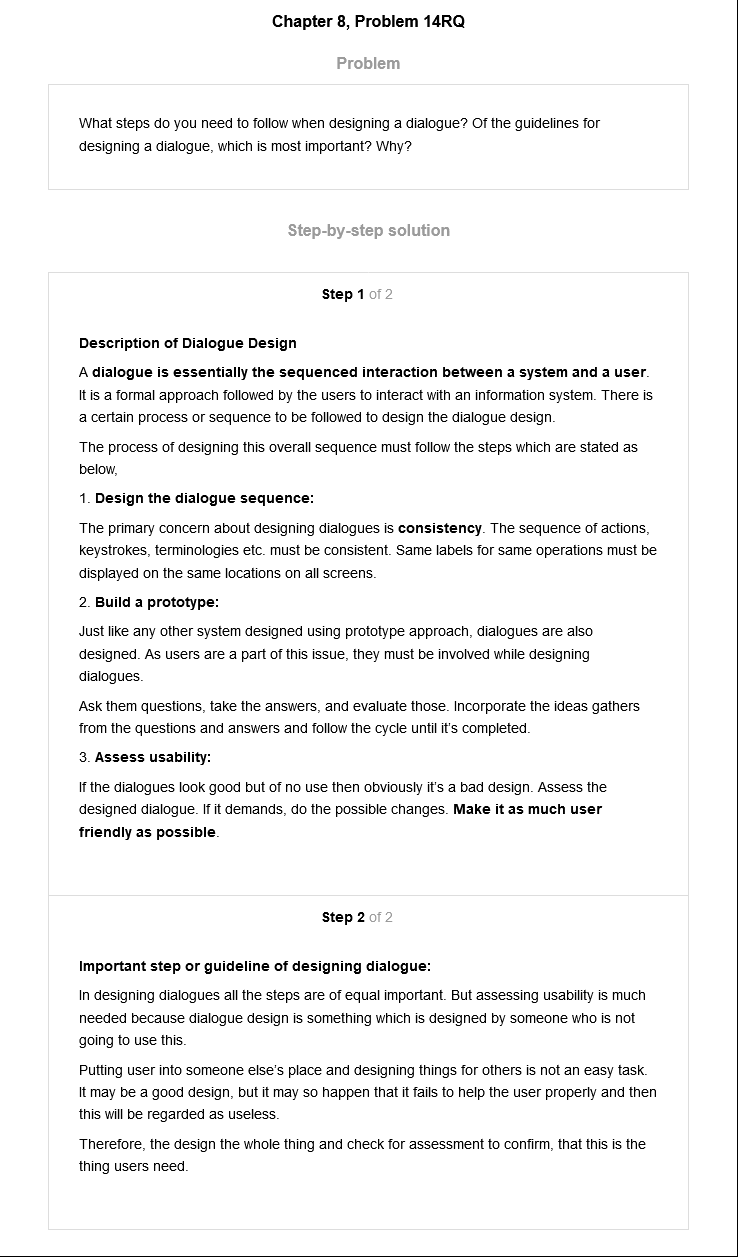 Chapter 8, Problem 14RQ
Problem
What steps do you need to follow when designing a dialogue? Of the guidelines for
designing a dialogue, which is most important? Why?
Step-by-step solution
Step 1 of 2
Description of Dialogue Design
A dialogue is essentially the sequenced interaction between a system and a user.
It is a formal approach followed by the users to interact with an information system. There is
a certain process or sequence to be followed to design the dialogue design.
The process of designing this overall sequence must follow the steps which are stated as
below,
1. Design the dialogue sequence:
The primary concern about designing dialogues is consistency. The sequence of actions,
keystrokes, terminologies etc. must be consistent. Same labels for same operations must be
displayed on the same locations on all screens.
2. Build a prototype:
Just like any other system designed using prototype approach, dialogues are also
designed. As users are a part of this issue, they must be involved while designing
dialogues.
Ask them questions, take the answers, and evaluate those. Incorporate the ideas gathers
from the questions and answers and follow the cycle until it's completed.
3. Assess usability:
If the dialogues look good but of no use then obviously it's a bad design. Assess the
designed dialogue. If it demands, do the possible changes. Make it as much user
friendly as possible.
Step 2 of 2
Important step or guideline of designing dialogue:
In designing dialogues all the steps are of equal important. But assessing usability is much
needed because dialogue design is something which is designed by someone who is not
going to use this.
Putting user into someone else's place and designing things for others is not an easy task.
It may be a good design, but it may so happen that it fails to help the user properly and then
this will be regarded as useless.
Therefore, the design the whole thing and check for assessment to confirm, that this is the
thing users need.